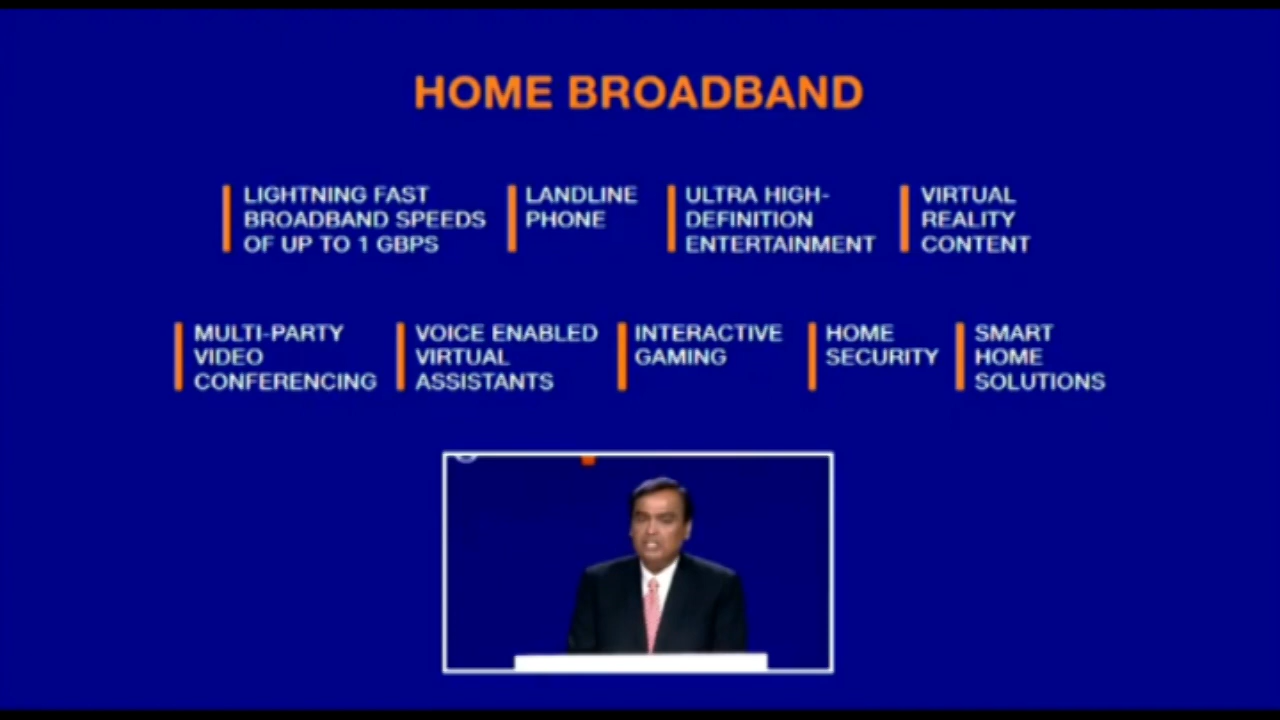 HOME BROADBAND
LIGHTNING FAST
BROADBAND SPEEDS
OF UP TO 1 GBPS
LANDLINE
PHONE
ULTRA HIGH-
DEFINITION
ENTERTAINMENT
VIRTUAL
REALITY
CONTENT
MULTI-PARTY
VIDEO
CONFERENCING
VOICE ENABLED
VIRTUAL
ASSISTANTS
INTERACTIVE
GAMING
HOME
SECURITY
SMART
HOME
SOLUTIONS